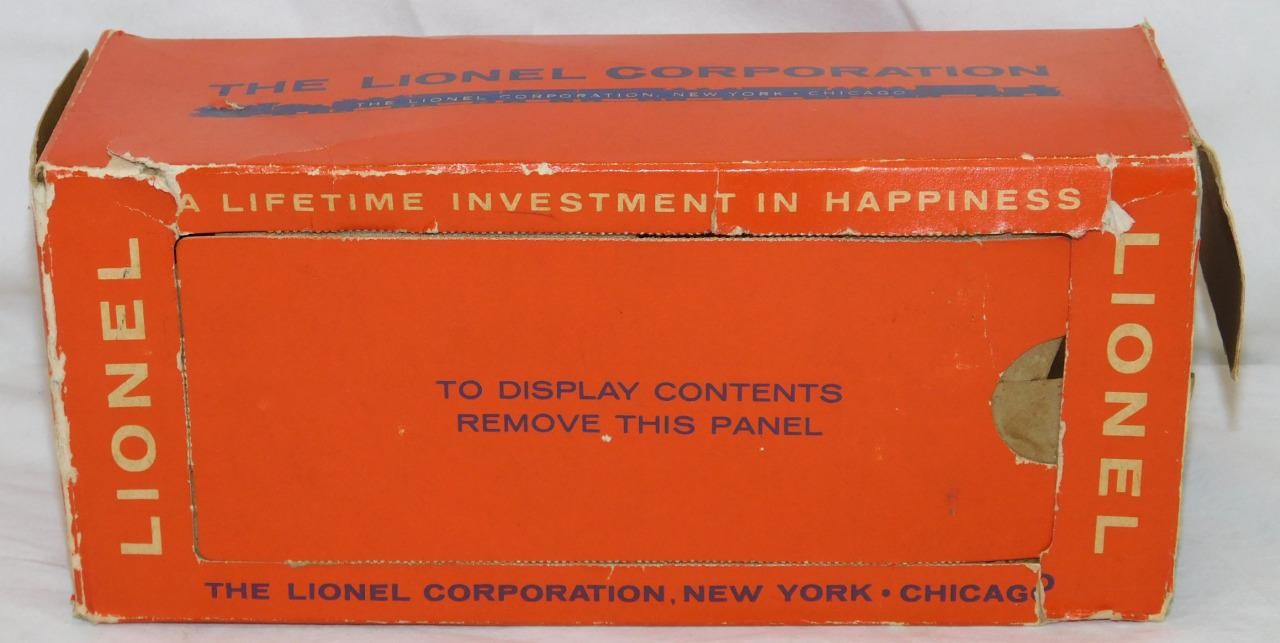 THE LIONEL CORPORATION
THE LIONEL CORPORATION, NEW YORK • CHICAGO
A LIFETIME INVESTMENT IN HAPPINESS
LIONEL
TO DISPLAY CONTENTS
REMOVE THIS PANEL
LIONEL
THE LIONEL CORPORATION, NEW YORK • CHICAGO